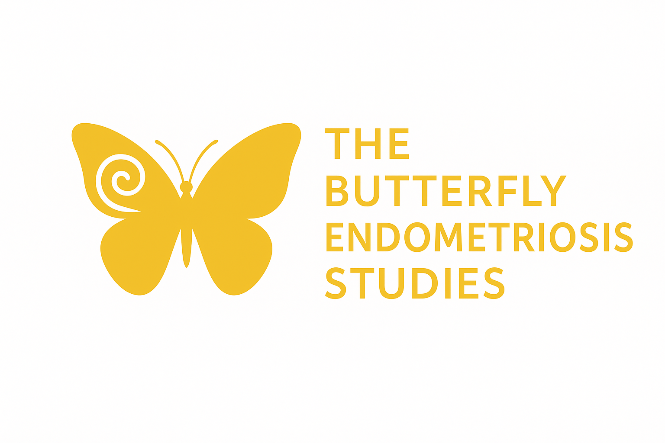 THE
BUTTERFLY
ENDOMETRIOSIS
STUDIES